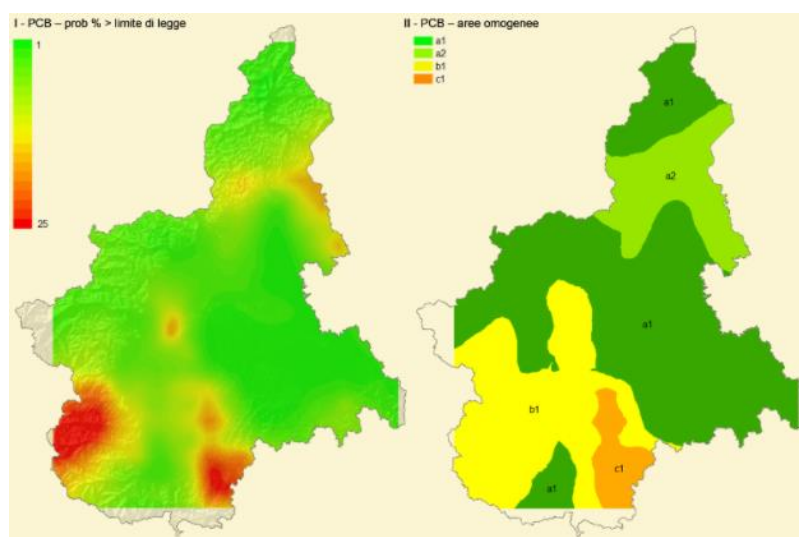 I - PCB – prob % > limite di legge
1
25
II - PCB – aree omogenee
a1
a2
b1
c1
a1
a2
a1
b1
c1
a1